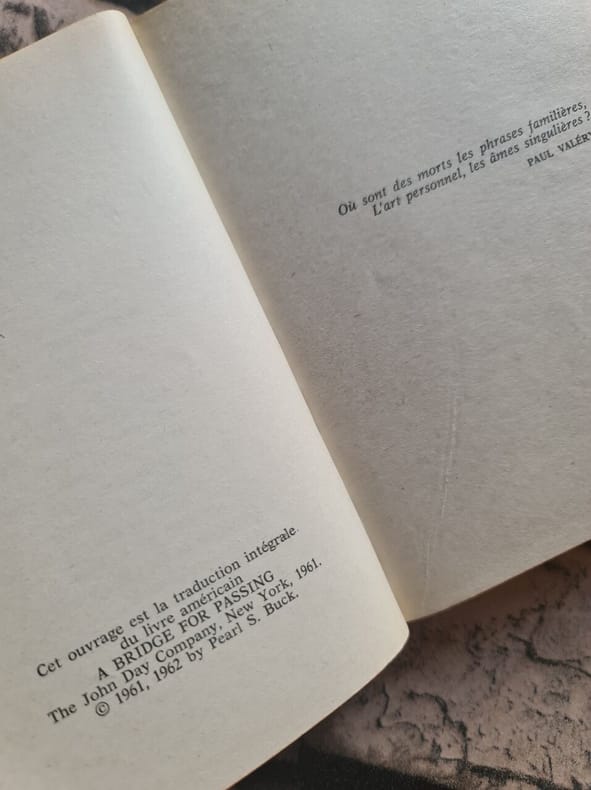 Cet ouvrage est la traduction intégrale
du livre américain
A BRIDGE FOR PASSING
The John Day Company, New York, 1961.
© 1961, 1962 by Pearl S. Buck.
Où sont des morts les phrases familières,
L'art personnel, les âmes singulières ?
PAUL VALÉRY